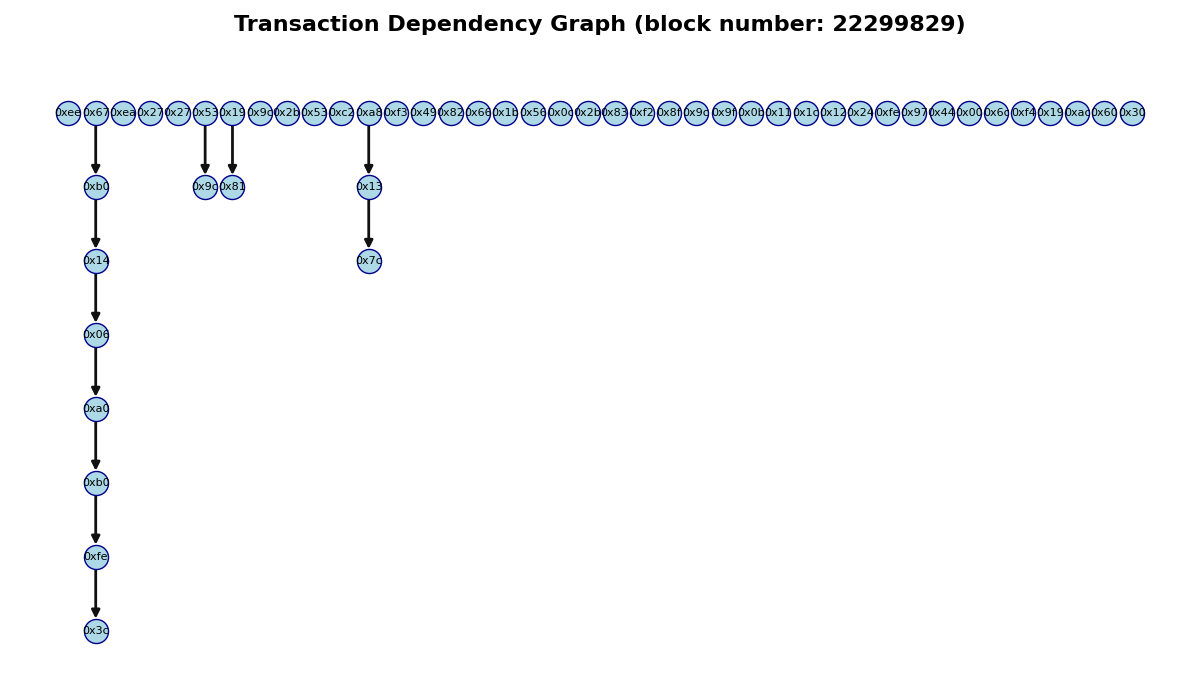 Transaction Dependency Graph (block number: 22299829)
0xee 0x67 0xea 0x27 0x27 0x53 0x19 0x9c 0x2b 0x53 0xc2 0xa8 0xf3 0x49 0x82 0x66 0x1b 0x56 0x0c 0x2b 0x83 0xf2 0x8f 0x9c 0x9f 0x0b 0x11 0x1c 0x12 0x24 0xfe 0x97 0x44 0x00 0x6c 0xf4 0x19 0xac 0x60 0x30
0xb0 0x9c 0x81 0x13
0x14 0x7c
0x06
0xa0
0xb0
0xfe
0x3c